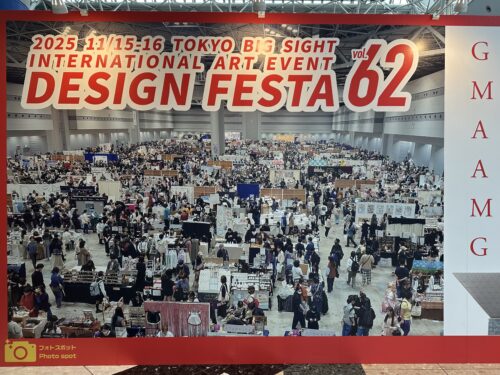 2025 11/15-16 TOKYO BIG SIGHT
INTERNATIONAL ART EVENT
DESIGN FESTA vol. 62
G
M
A
A
M
G
フォトスポット
Photo spot